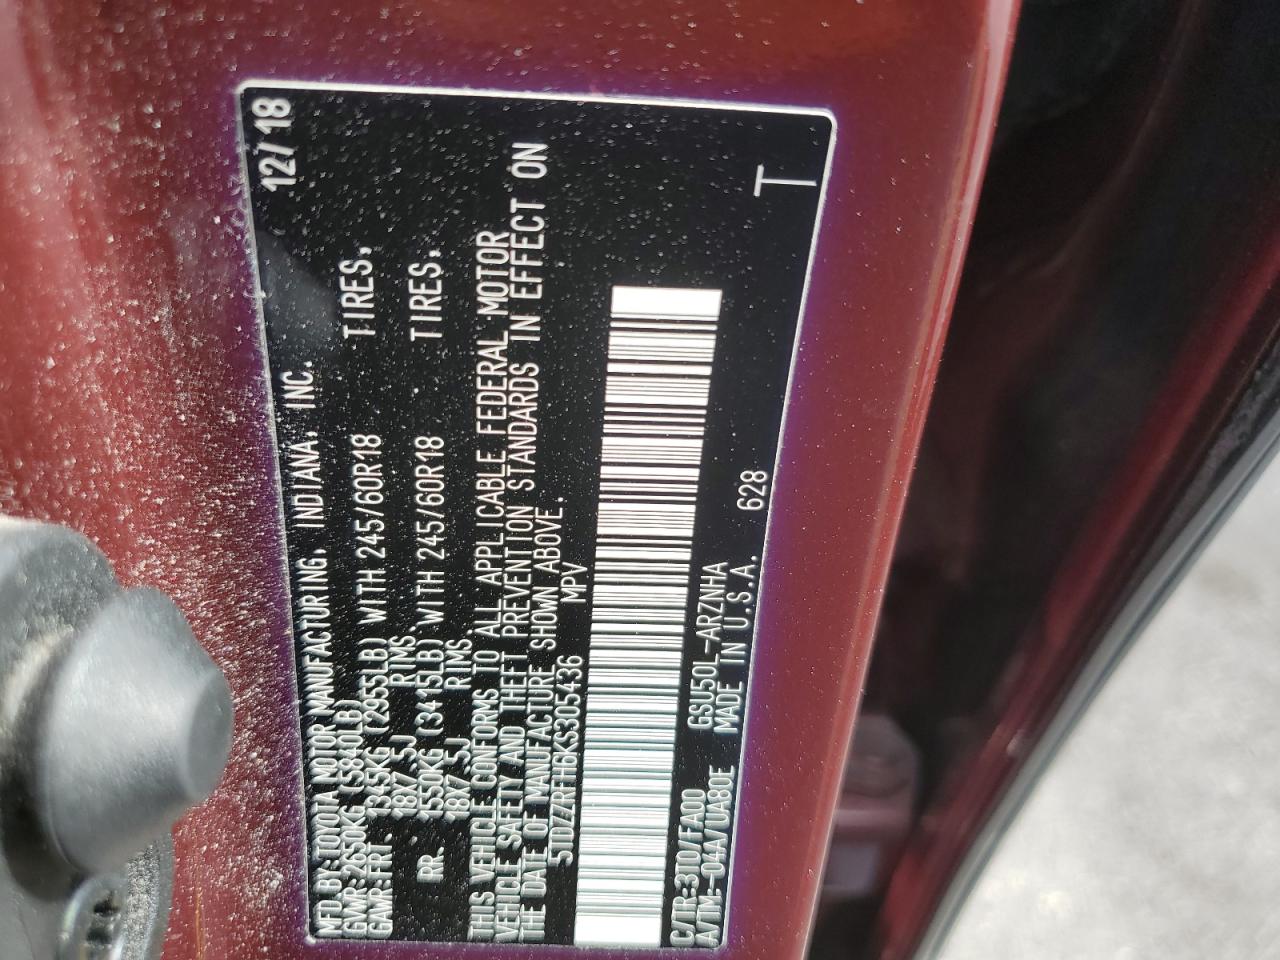 MFD.BY:TOYOTA MOTOR MANUFACTURING, INDIANA, INC. 12/18
GVWR:2650KG (5840LB)
GAWR:FRT. 1345KG (2955LB) WITH 245/60R18 TIRES,
18X7.5J RIMS,
RR. 1550KG (3415LB) WITH 245/60R18 TIRES,
18X7.5J RIMS.
THIS VEHICLE CONFORMS TO ALL APPLICABLE FEDERAL MOTOR
VEHICLE SAFETY AND THEFT PREVENTION STANDARDS IN EFFECT ON
THE DATE OF MANUFACTURE SHOWN ABOVE.
5TDZZRFH6KS305436 MPV
C/TR:3T0/FA00 GSU50L-ARZNHA
A/TM:-04A/0A80E MADE IN U.S.A. 628
T